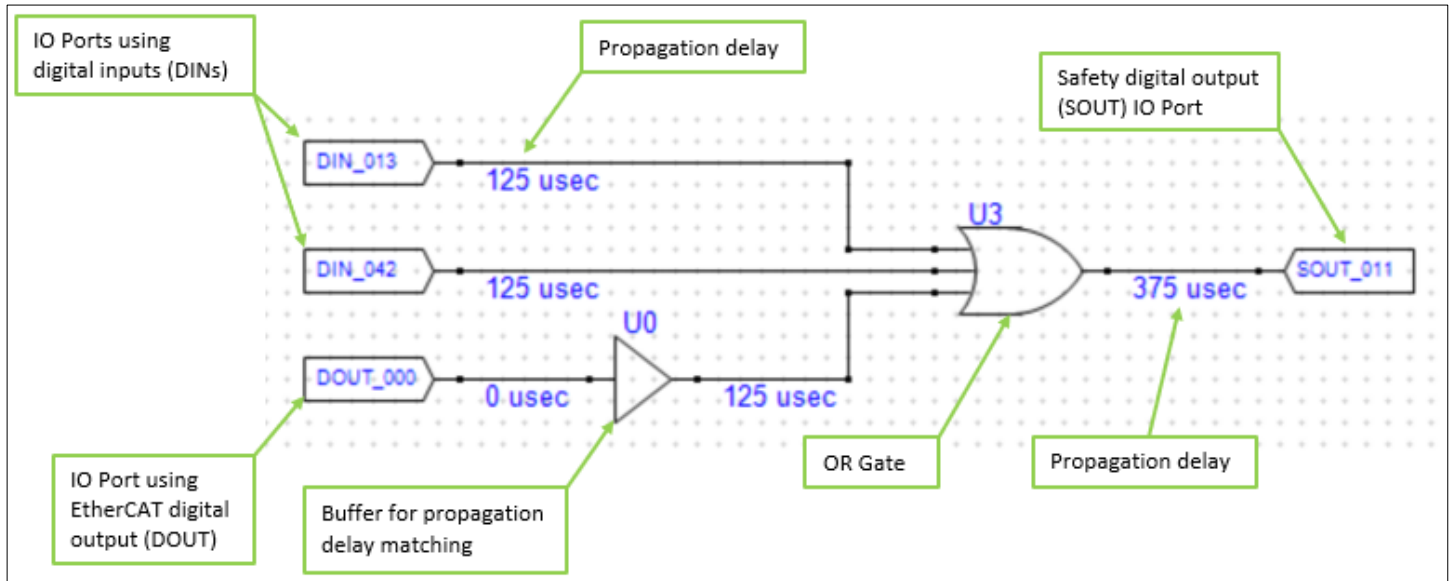 IO Ports using
digital inputs (DINs)
Propagation delay
Safety digital output
(SOUT) IO Port
DIN_013
125 usec
U3
DIN_042
125 usec
SOUT_011
375 usec
U0
DOUT_000
0 usec
125 usec
OR Gate
Propagation delay
IO Port using
EtherCAT digital
output (DOUT)
Buffer for propagation
delay matching